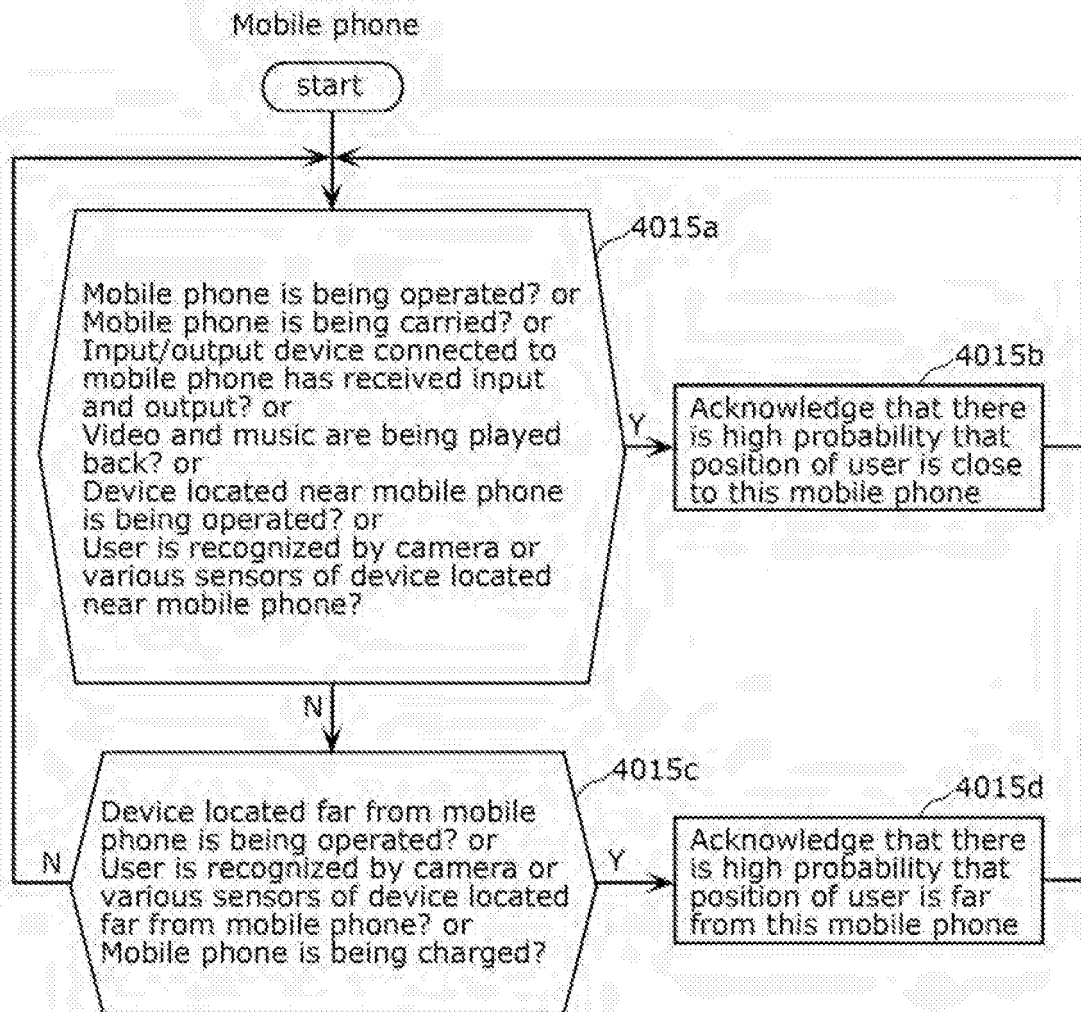 Mobile phone
start
4015a
Mobile phone is being operated? or
Mobile phone is being carried? or
Input/output device connected to
mobile phone has received input
and output? or
Video and music are being played
back? or
Device located near mobile phone
is being operated? or
User is recognized by camera or
various sensors of device located
near mobile phone?
Y
4015b
Acknowledge that there
is high probability that
position of user is close
to this mobile phone
N
4015c
Device located far from mobile
phone is being operated? or
User is recognized by camera or
various sensors of device located
far from mobile phone? or
Mobile phone is being charged?
N
Y
4015d
Acknowledge that there
is high probability that
position of user is far
from this mobile phone